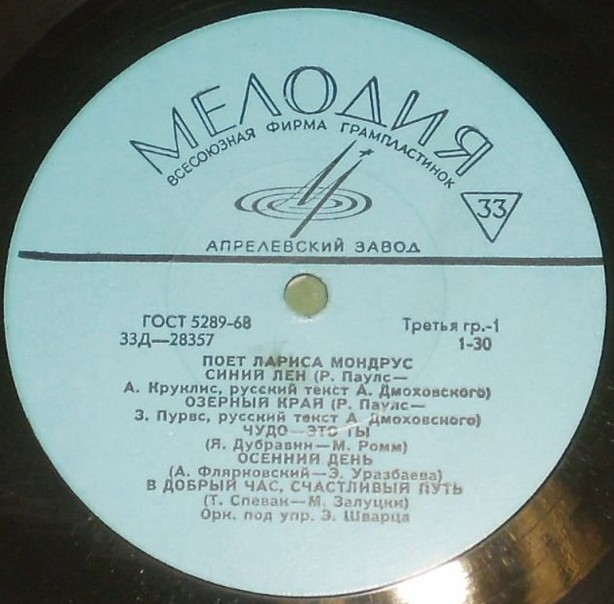 МЕЛОДИЯ
ВСЕСОЮЗНАЯ ФИРМА ГРАМПЛАСТИНОК
33
АПРЕЛЕВСКИЙ ЗАВОД
ГОСТ 5289-68 Третья гр.-1
33Д—28357 1-30
ПОЕТ ЛАРИСА МОНДРУС
СИНИЙ ЛЕН (Р. Паулс—
А. Круклис, русский текст А. Дмоховского)
ОЗЕРНЫЙ КРАЙ (Р. Паулс—
З. Пурвс, русский текст А. Дмоховского)
ЧУДО—ЭТО ТЫ
(Я. Дубравин—М. Ромм)
ОСЕННИЙ ДЕНЬ
(А. Флярковский—Э. Уразбаева)
В ДОБРЫЙ ЧАС, СЧАСТЛИВЫЙ ПУТЬ
(Т. Спевак—М. Залуцки)
Орк. под упр. Э. Шварца